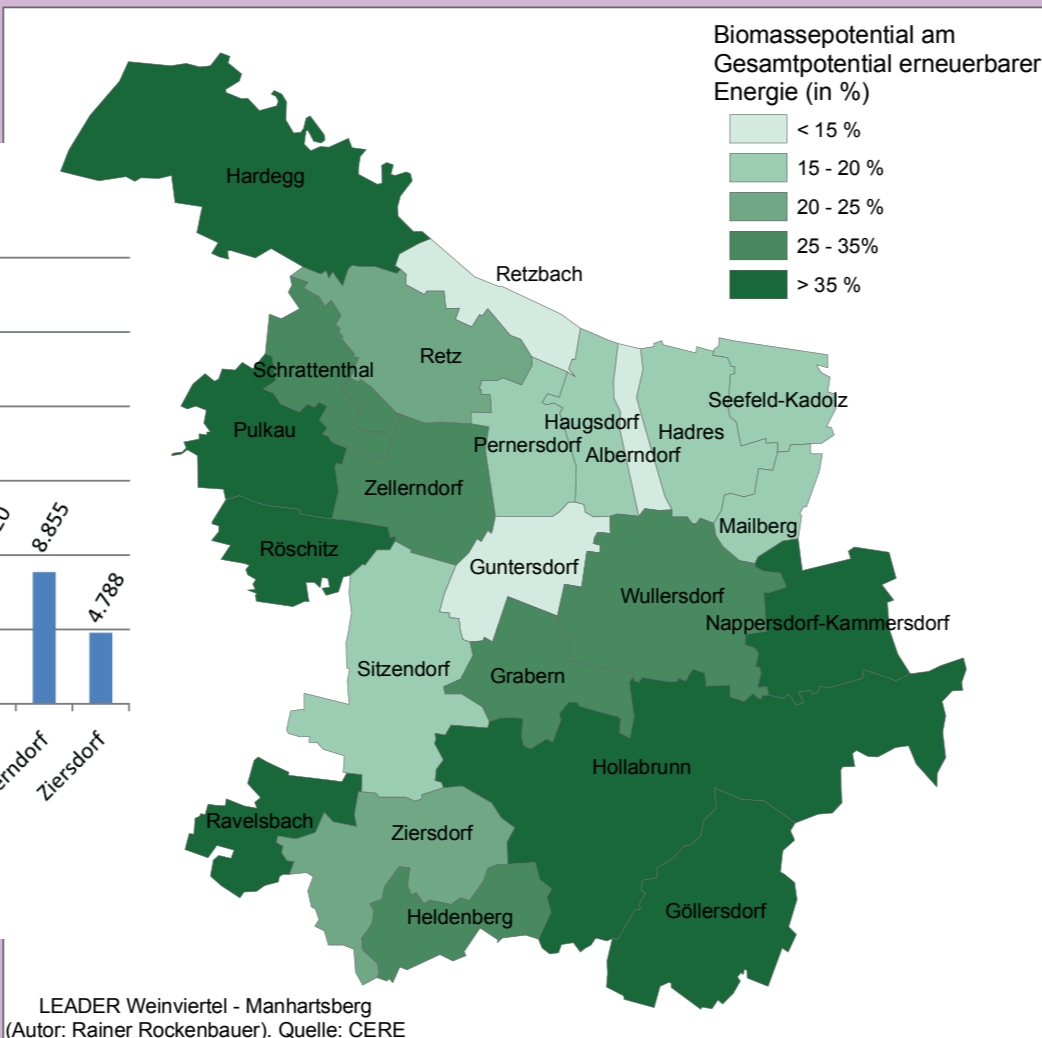 Biomassepotential am
Gesamtpotential erneuerbarer
Energie (in %)
< 15 %
15 - 20 %
20 - 25 %
25 - 35%
> 35 %
Hardegg
Retzbach
Retz
Schrattenthal
Seefeld-Kadolz
Haugsdorf
Pulkau
Hadres
Pernersdorf
Alberndorf
Zellerndorf
Mailberg
Röschitz
Guntersdorf
Wullersdorf
Nappersdorf-Kammersdorf
Sitzendorf
Grabern
Hollabrunn
Ravelsbach
Ziersdorf
Göllersdorf
Heldenberg
8.855
4.788
Ziersdorf
LEADER Weinviertel - Manhartsberg
(Autor: Rainer Rockenbauer). Quelle: CERE